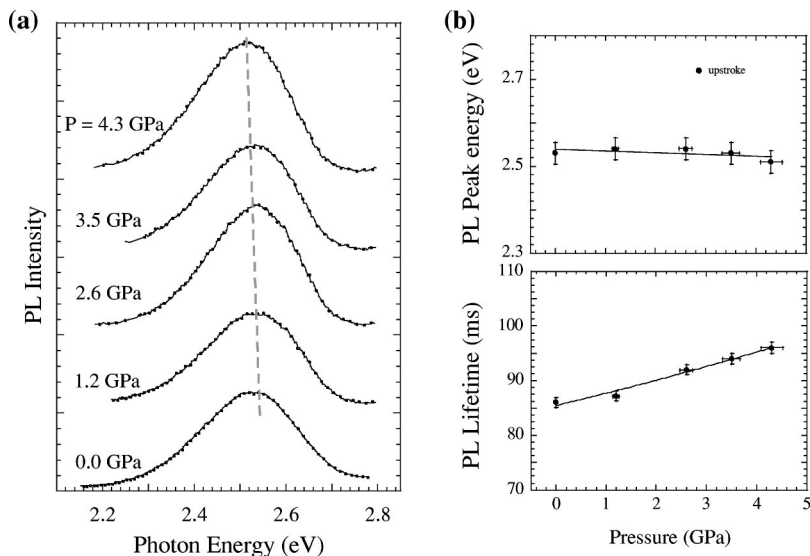 (a)
PL Intensity
P = 4.3 GPa
3.5 GPa
2.6 GPa
1.2 GPa
0.0 GPa
2.2 2.4 2.6 2.8
Photon Energy (eV)
(b)
PL Peak energy (eV)
2.7
2.5
2.3
upstroke
PL Lifetime (ms)
110
100
90
80
70
0 1 2 3 4 5
Pressure (GPa)